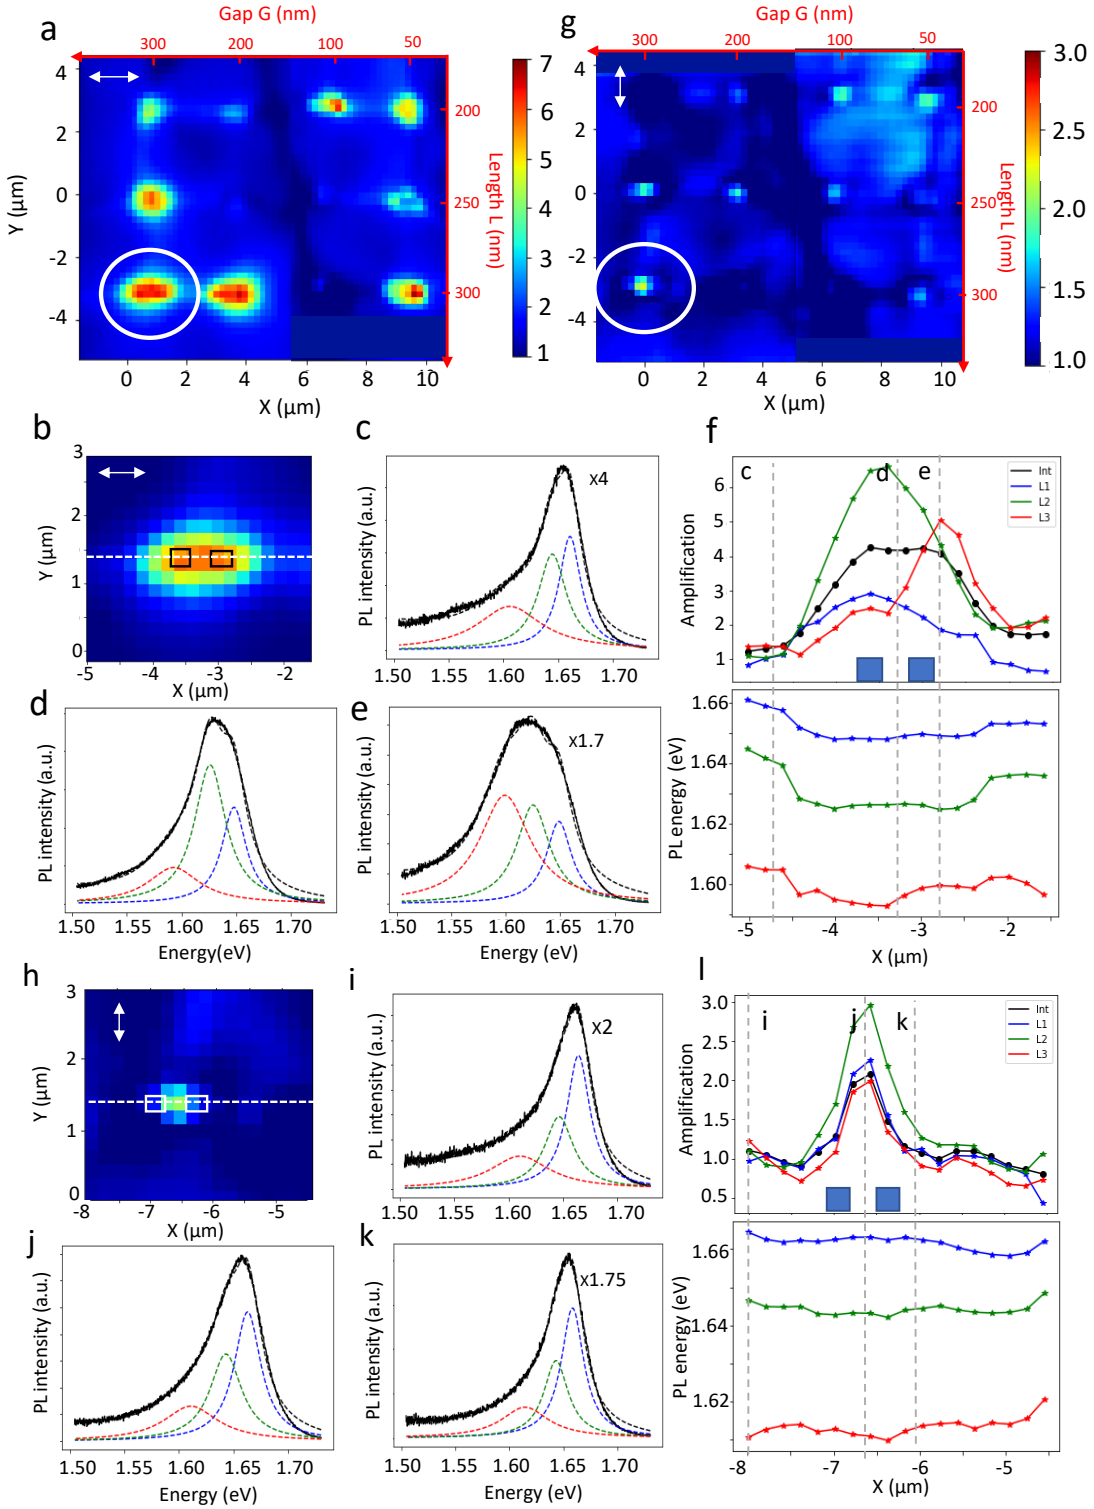 a
Gap G (nm)
300
200
100
50
4
2
0
-2
-4
Y (µm)
0
2
4
6
8
10
X (µm)
200
250
300
Length L (nm)
7
6
5
4
3
2
1
g
Gap G (nm)
300
200
100
50
4
2
0
-2
-4
0
2
4
6
8
10
X (µm)
200
250
300
Length L (nm)
3.0
2.5
2.0
1.5
1.0
b
3
2
1
0
Y (µm)
-5
-4
-3
-2
X (µm)
c
x4
PL intensity (a.u.)
1.50
1.55
1.60
1.65
1.70
f
c
d
e
Int
L1
L2
L3
6
5
4
3
2
1
Amplification
1.66
1.64
1.62
1.60
PL energy (eV)
-5
-4
-3
-2
X (µm)
d
PL intensity (a.u.)
1.50
1.55
1.60
1.65
1.70
Energy(eV)
e
x1.7
PL intensity (a.u.)
1.50
1.55
1.60
1.65
1.70
Energy (eV)
h
3
2
1
0
Y (µm)
-8
-7
-6
-5
X (µm)
i
x2
PL intensity (a.u.)
1.50
1.55
1.60
1.65
1.70
l
i
j
k
Int
L1
L2
L3
3.0
2.5
2.0
1.5
1.0
0.5
Amplification
1.66
1.64
1.62
PL energy (eV)
-8
-7
-6
-5
X (µm)
j
PL intensity (a.u.)
1.50
1.55
1.60
1.65
1.70
Energy (eV)
k
x1.75
PL intensity (a.u.)
1.50
1.55
1.60
1.65
1.70
Energy (eV)